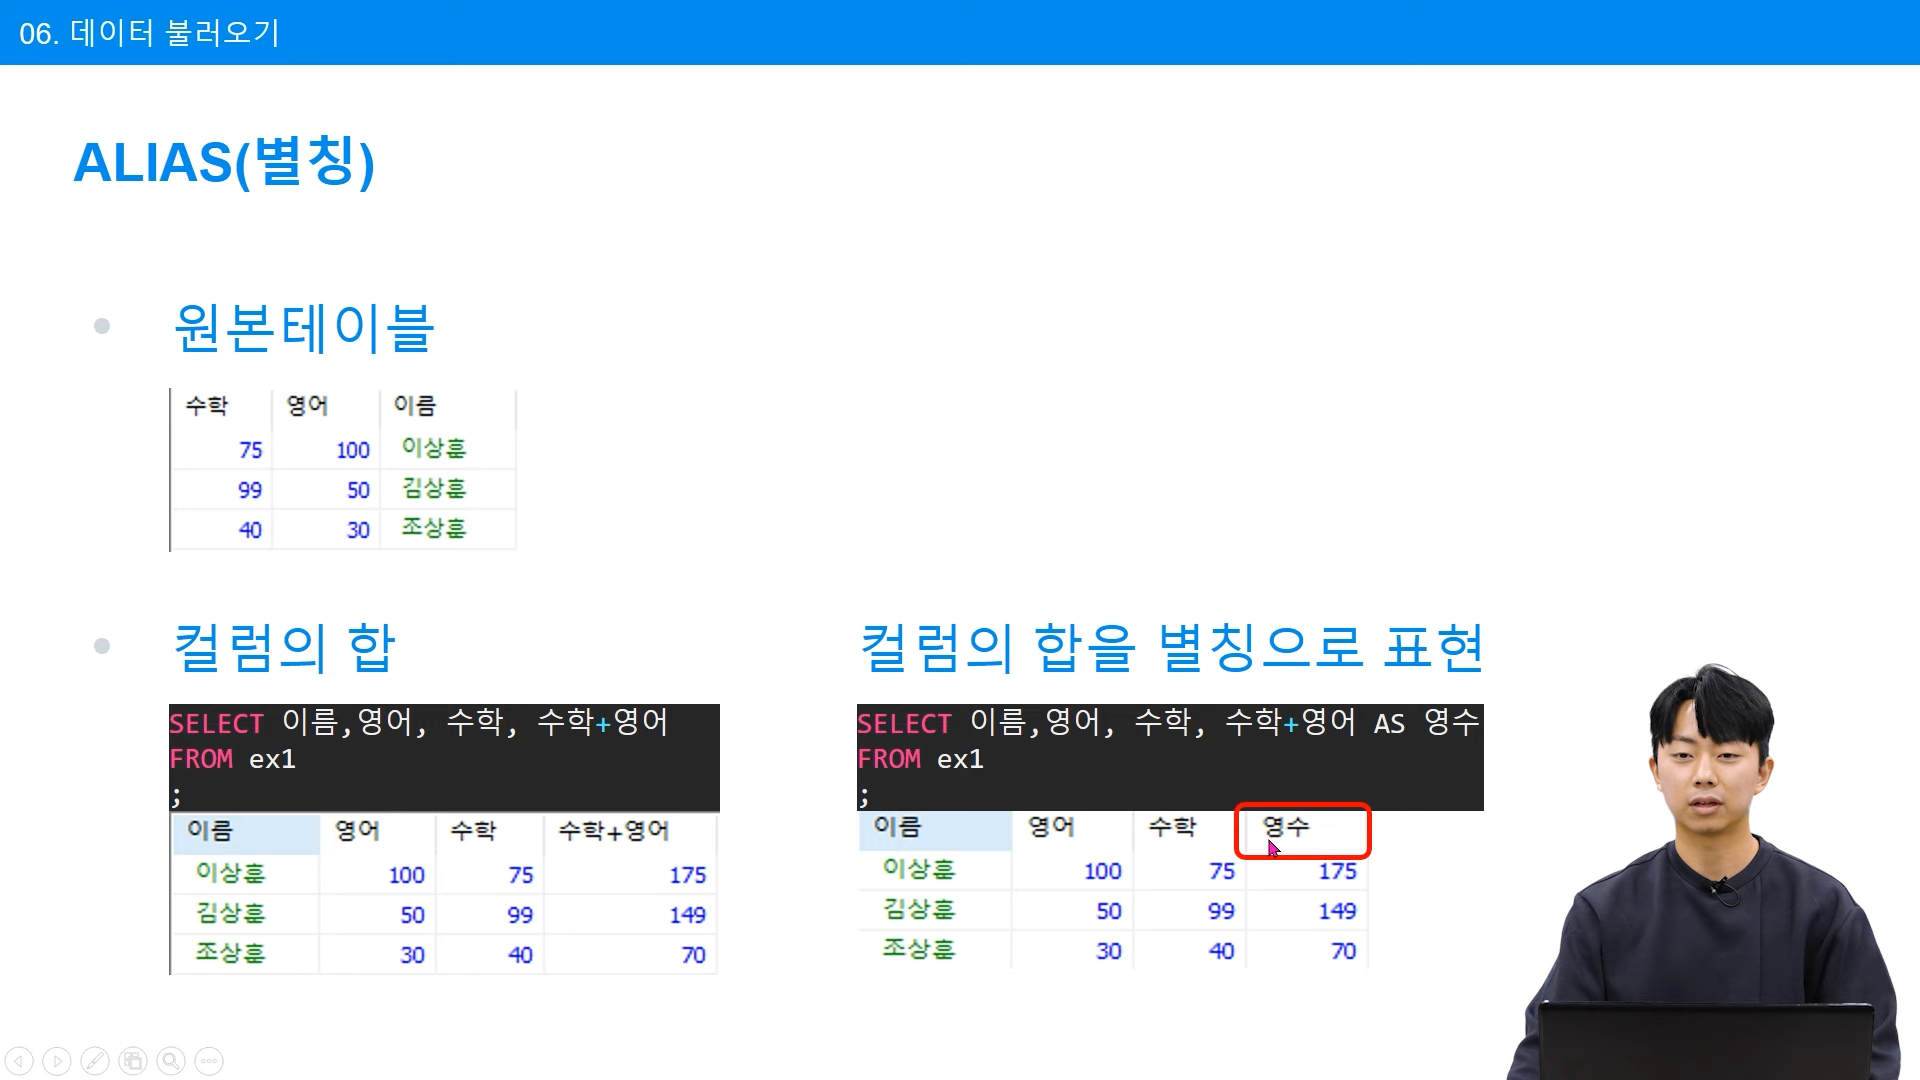 06. 데이터 불러오기
ALIAS(별칭)
원본테이블
수학 영어 이름
75 100 이상훈
99 50 김상훈
40 30 조상훈
컬럼의 합
SELECT 이름,영어, 수학, 수학+영어
FROM ex1
;
이름 영어 수학 수학+영어
이상훈 100 75 175
김상훈 50 99 149
조상훈 30 40 70
컬럼의 합을 별칭으로 표현
SELECT 이름,영어, 수학, 수학+영어 AS 영수
FROM ex1
;
이름 영어 수학 영수
이상훈 100 75 175
김상훈 50 99 149
조상훈 30 40 70